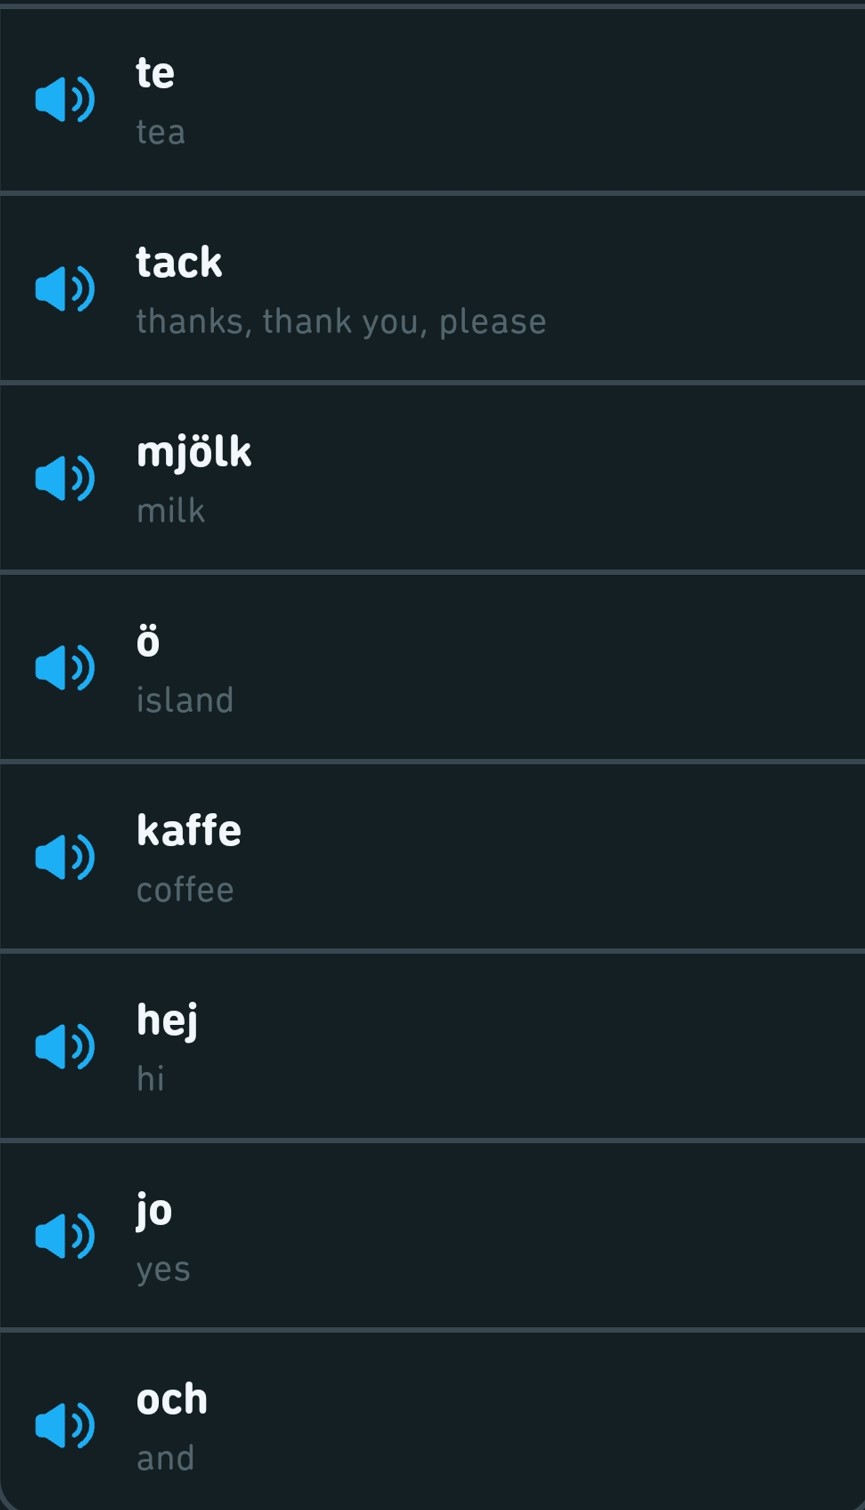 te
tea
tack
thanks, thank you, please
mjölk
milk
ö
island
kaffe
coffee
hej
hi
jo
yes
och
and